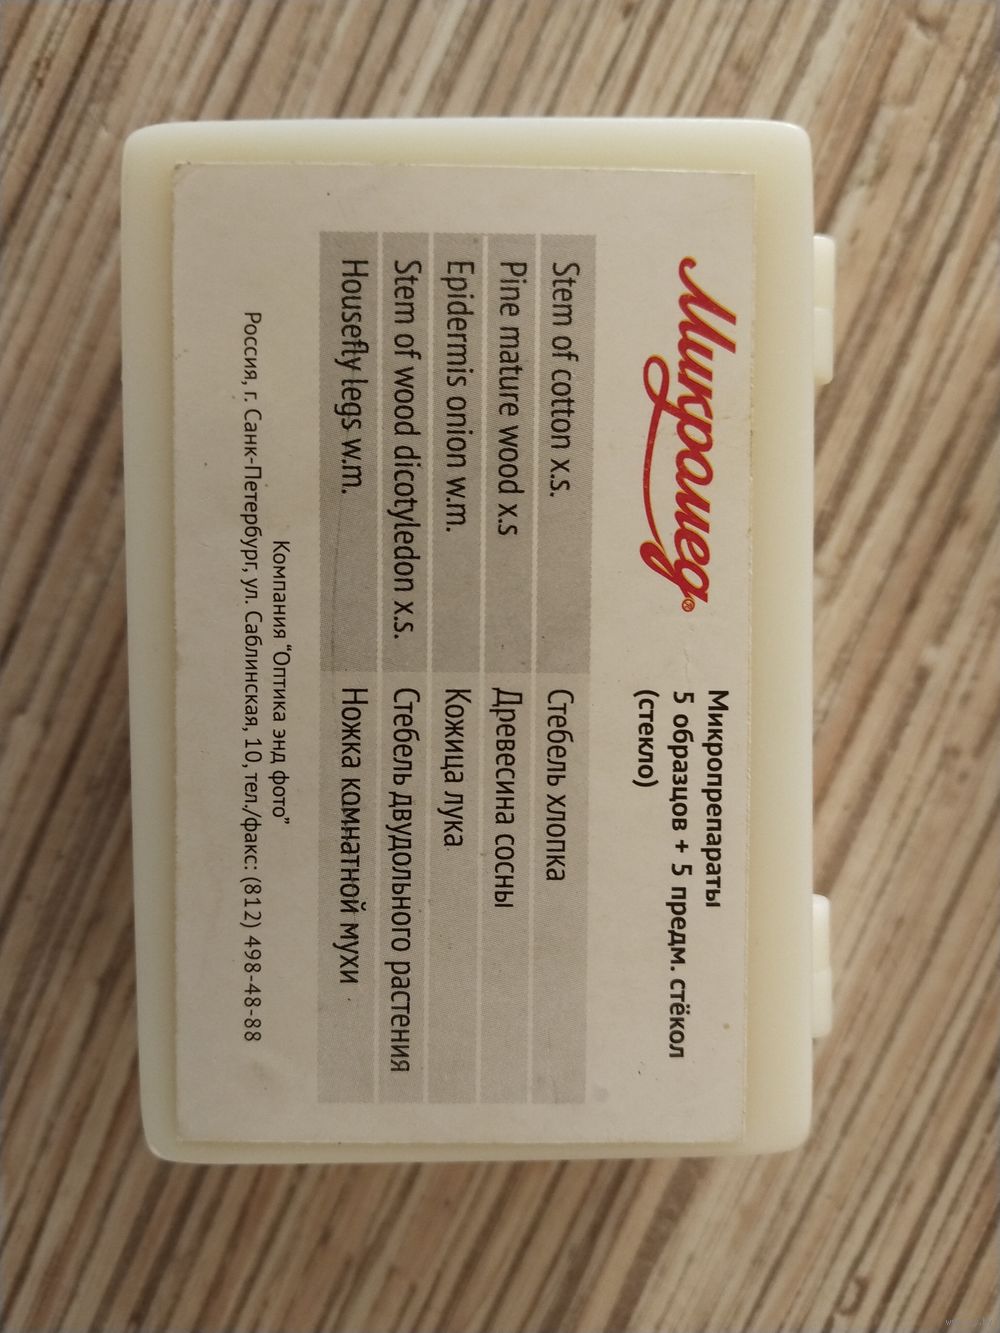 Микромед®
Микропрепараты
5 образцов + 5 предм. стёкол
(стекло)
Stem of cotton x.s. Стебель хлопка
Pine mature wood x.s Древесина сосны
Epidermis onion w.m. Кожица лука
Stem of wood dicotyledon x.s. Стебель двудольного растения
Housefly legs w.m. Ножка комнатной мухи
Компания “Оптика энд фото”
Россия, г. Санк-Петербург, ул. Саблинская, 10, тел./факс: (812) 498-48-88